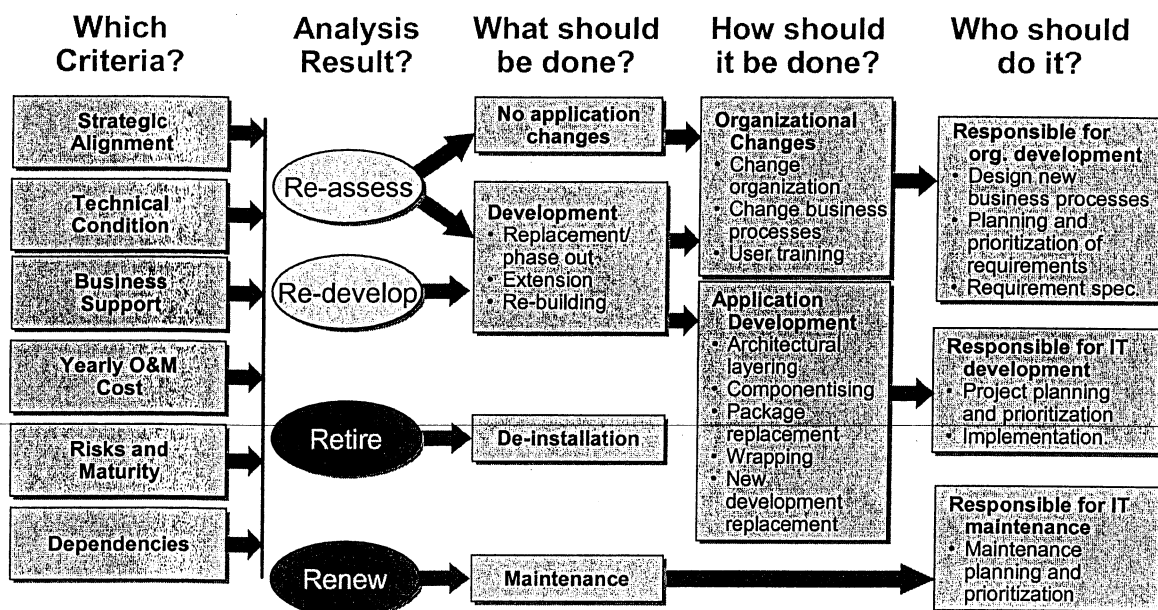 Which
Criteria?
Analysis
Result?
What should
be done?
How should
it be done?
Who should
do it?
Strategic
Alignment
Technical
Condition
Business
Support
Yearly O&M
Cost
Risks and
Maturity
Dependencies
Re-assess
Re-develop
Retire
Renew
No application
changes
Development
• Replacement/
phase out
• Extension
• Re-building
De-installation
Maintenance
Organizational
Changes
• Change
organization
• Change business
processes
• User training
Application
Development
• Architectural
layering
• Componentising
• Package
replacement
• Wrapping
• New
development
replacement
Responsible for
org. development
• Design new
business processes
• Planning and
prioritization of
requirements
• Requirement spec.
Responsible for IT
development
• Project planning
and prioritization
• Implementation
Responsible for IT
maintenance
• Maintenance
planning and
prioritization